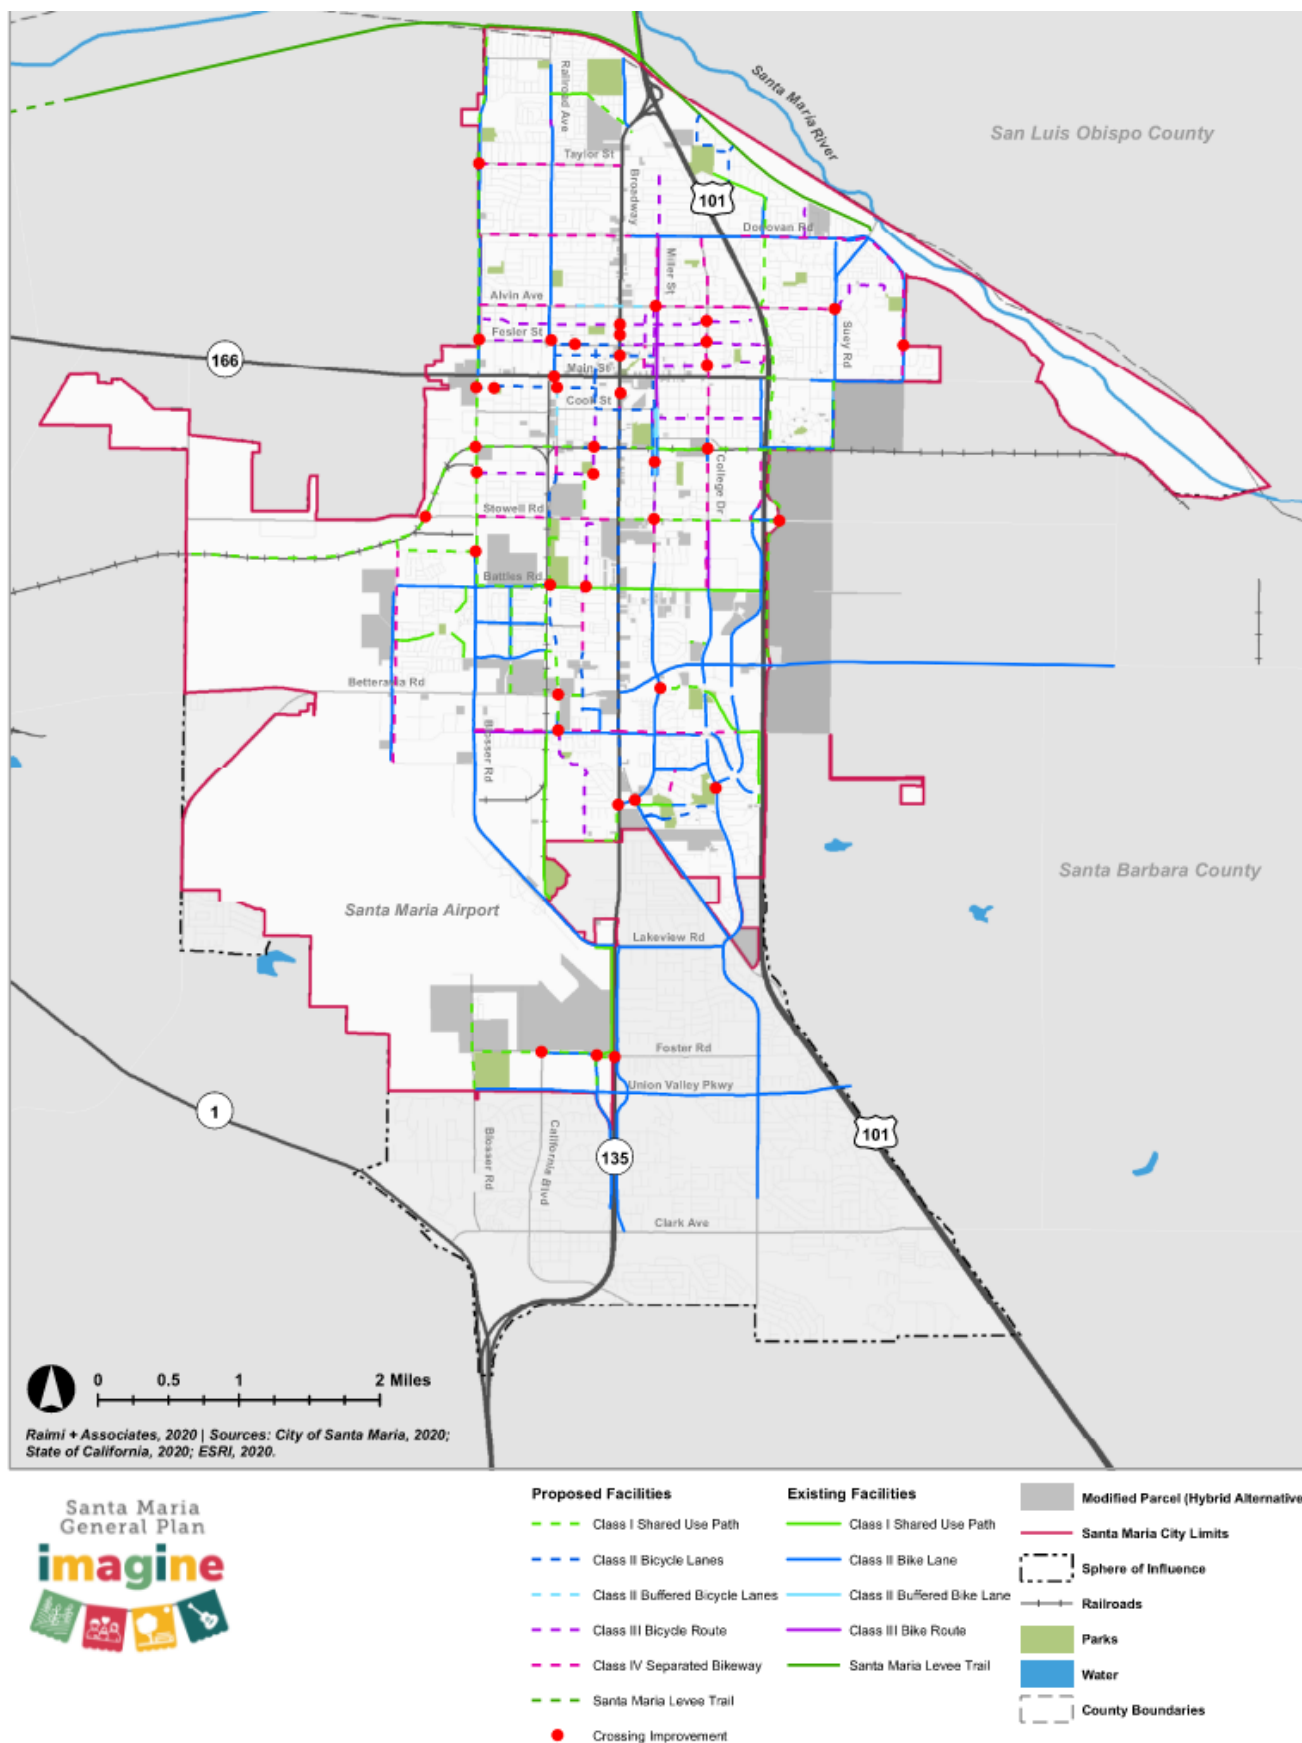 Santa Maria River
San Luis Obispo County
Railroad Ave
Taylor St
Broadway
101
Donovan Rd
Miller St
Alvin Ave
Suey Rd
Fesler St
166
Main St
Cook St
College Dr
Stowell Rd
Battles Rd
Betteravia Rd
Blosser Rd
Santa Barbara County
Santa Maria Airport
Lakeview Rd
Foster Rd
Union Valley Pkwy
1
101
Blosser Rd
California Blvd
135
Clark Ave
0 0.5 1 2 Miles
Raimi + Associates, 2020 | Sources: City of Santa Maria, 2020;
State of California, 2020; ESRI, 2020.
Santa Maria
General Plan
imagine
Proposed Facilities
Class I Shared Use Path
Class II Bicycle Lanes
Class II Buffered Bicycle Lanes
Class III Bicycle Route
Class IV Separated Bikeway
Santa Maria Levee Trail
Crossing Improvement
Existing Facilities
Class I Shared Use Path
Class II Bike Lane
Class II Buffered Bike Lane
Class III Bike Route
Santa Maria Levee Trail
Modified Parcel (Hybrid Alternative
Santa Maria City Limits
Sphere of Influence
Railroads
Parks
Water
County Boundaries